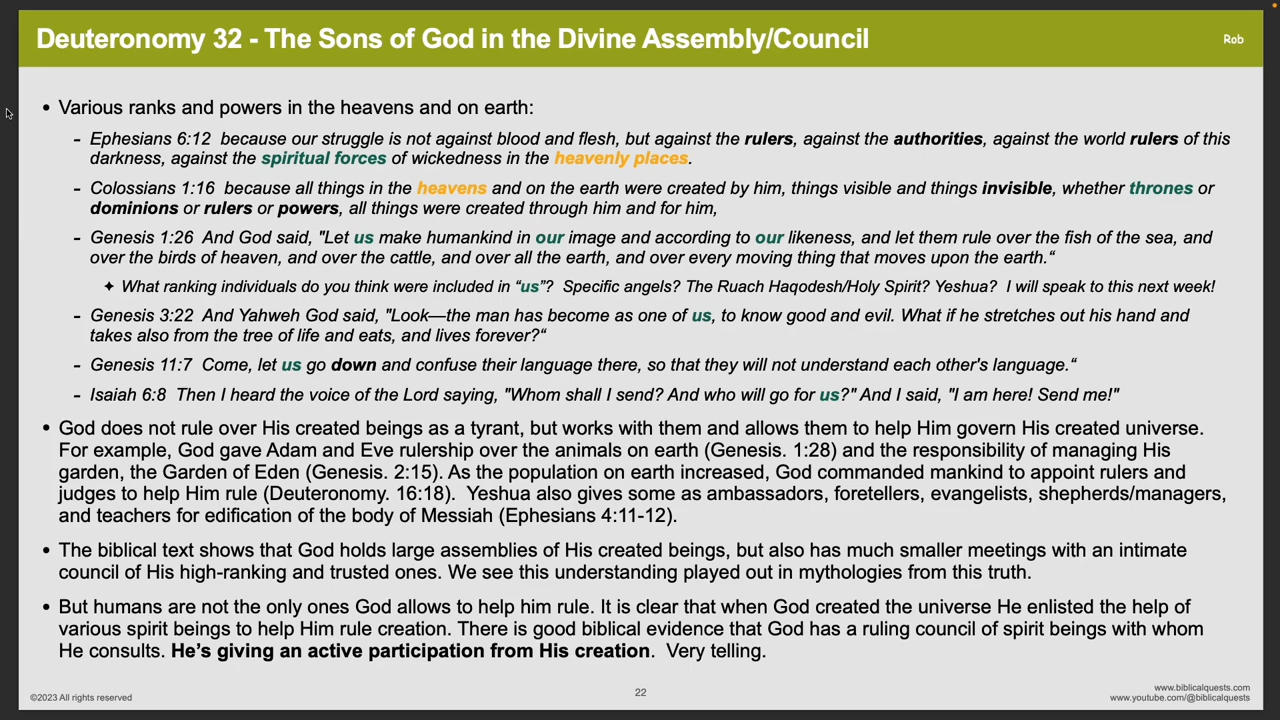 Deuteronomy 32 - The Sons of God in the Divine Assembly/Council
Rob
• Various ranks and powers in the heavens and on earth:
- Ephesians 6:12 because our struggle is not against blood and flesh, but against the rulers, against the authorities, against the world rulers of this
darkness, against the spiritual forces of wickedness in the heavenly places.
- Colossians 1:16 because all things in the heavens and on the earth were created by him, things visible and things invisible, whether thrones or
dominions or rulers or powers, all things were created through him and for him,
- Genesis 1:26 And God said, "Let us make humankind in our image and according to our likeness, and let them rule over the fish of the sea, and
over the birds of heaven, and over the cattle, and over all the earth, and over every moving thing that moves upon the earth.“
✦ What ranking individuals do you think were included in “us”? Specific angels? The Ruach Haqodesh/Holy Spirit? Yeshua? I will speak to this next week!
- Genesis 3:22 And Yahweh God said, "Look—the man has become as one of us, to know good and evil. What if he stretches out his hand and
takes also from the tree of life and eats, and lives forever?“
- Genesis 11:7 Come, let us go down and confuse their language there, so that they will not understand each other's language.“
- Isaiah 6:8 Then I heard the voice of the Lord saying, "Whom shall I send? And who will go for us?" And I said, "I am here! Send me!"
• God does not rule over His created beings as a tyrant, but works with them and allows them to help Him govern His created universe.
For example, God gave Adam and Eve rulership over the animals on earth (Genesis. 1:28) and the responsibility of managing His
garden, the Garden of Eden (Genesis. 2:15). As the population on earth increased, God commanded mankind to appoint rulers and
judges to help Him rule (Deuteronomy. 16:18). Yeshua also gives some as ambassadors, foretellers, evangelists, shepherds/managers,
and teachers for edification of the body of Messiah (Ephesians 4:11-12).
• The biblical text shows that God holds large assemblies of His created beings, but also has much smaller meetings with an intimate
council of His high-ranking and trusted ones. We see this understanding played out in mythologies from this truth.
• But humans are not the only ones God allows to help him rule. It is clear that when God created the universe He enlisted the help of
various spirit beings to help Him rule creation. There is good biblical evidence that God has a ruling council of spirit beings with whom
He consults. He’s giving an active participation from His creation. Very telling.
©2023 All rights reserved
22
www.biblicalquests.com
www.youtube.com/@biblicalquests